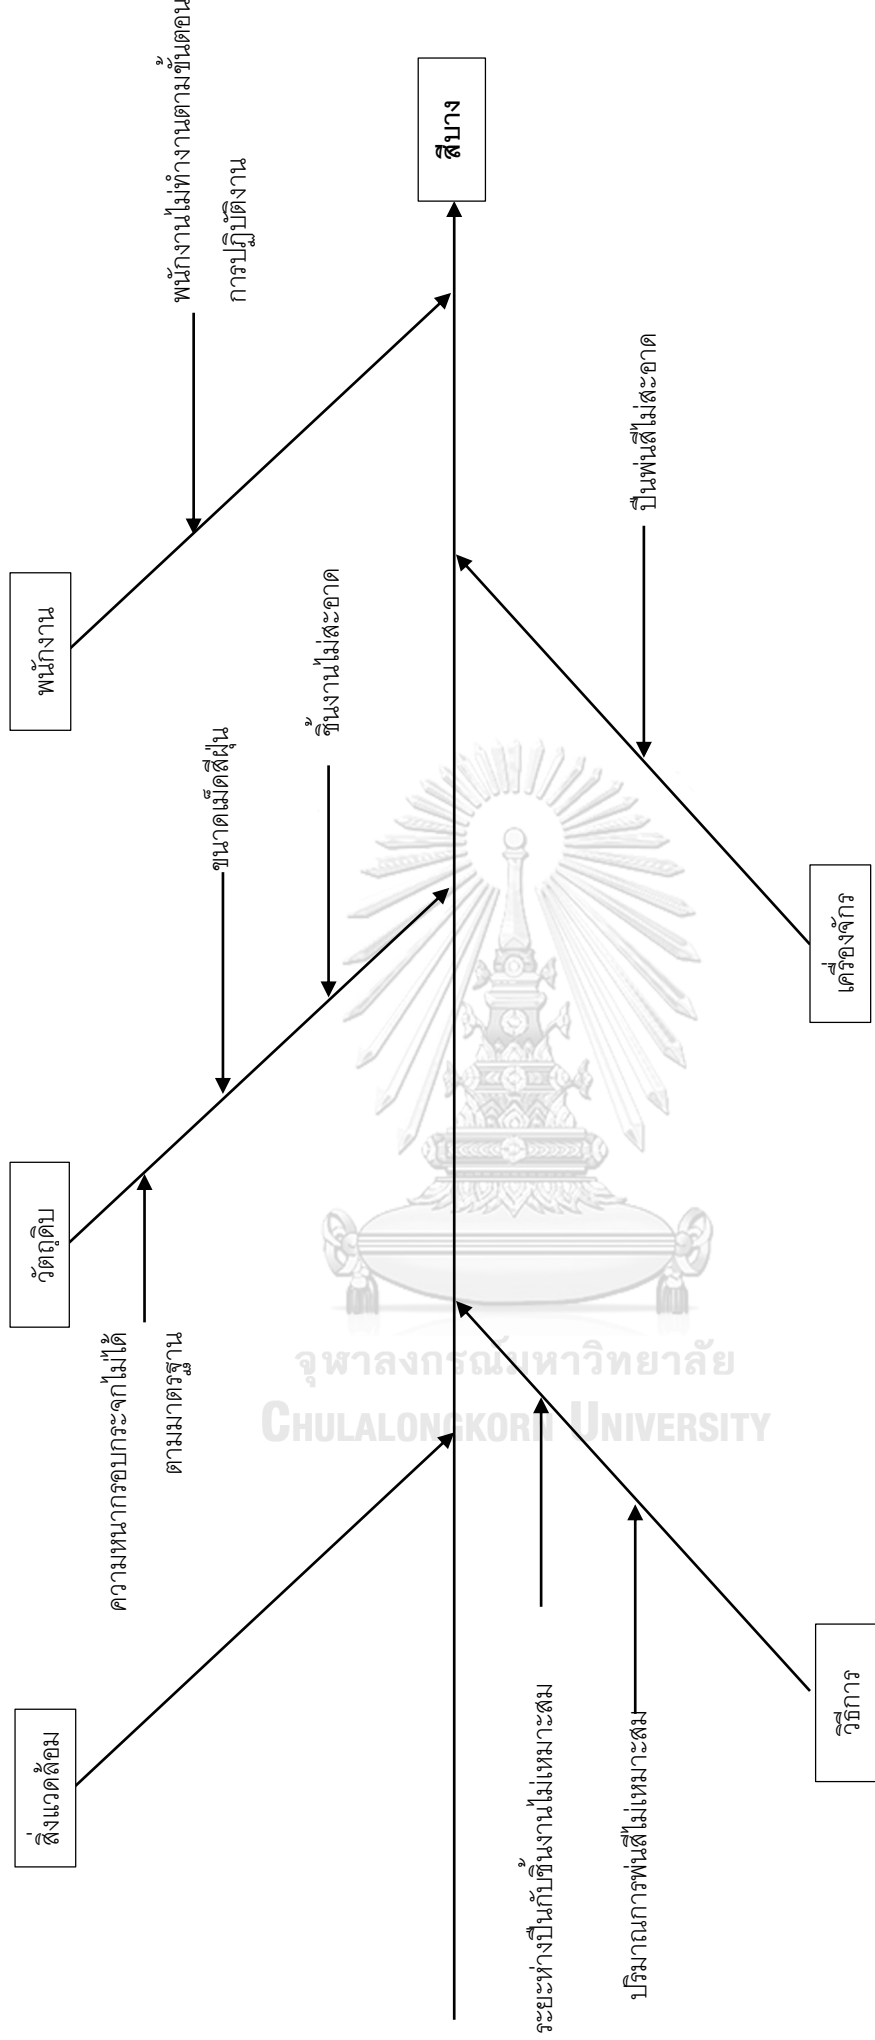 สิ่งแวดล้อม
วัตถุดิบ
พนักงาน
ความหนากรอบกระจกไม่ได้
ตามมาตรฐาน
ขนาดเม็ดสีฝุ่น
ชิ้นงานไม่สะอาด
พนักงานไม่ทำงานตามขั้นตอน
การปฏิบัติงาน
สีบาง
ระยะห่างปืนกับชิ้นงานไม่เหมาะสม
ปริมาณการพ่นสีไม่เหมาะสม
ปืนพ่นสีไม่สะอาด
วิธีการ
เครื่องจักร
จุฬาลงกรณ์มหาวิทยาลัย
CHULALONGKORN UNIVERSITY